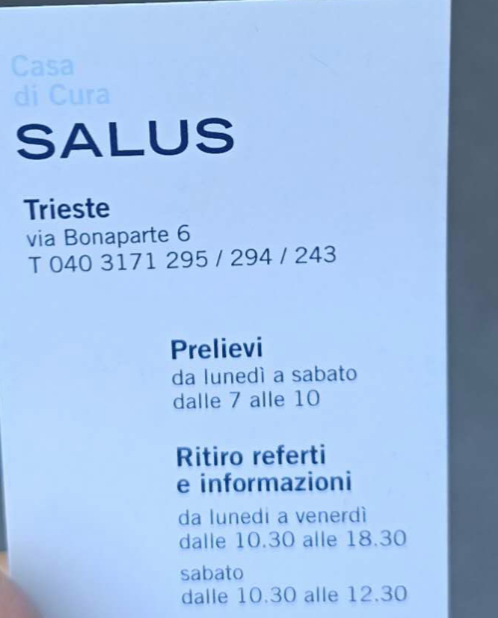 Casa
di Cura
SALUS
Trieste
via Bonaparte 6
T 040 3171 295 / 294 / 243
Prelievi
da lunedì a sabato
dalle 7 alle 10
Ritiro referti
e informazioni
da lunedi a venerdì
dalle 10.30 alle 18.30
sabato
dalle 10.30 alle 12.30